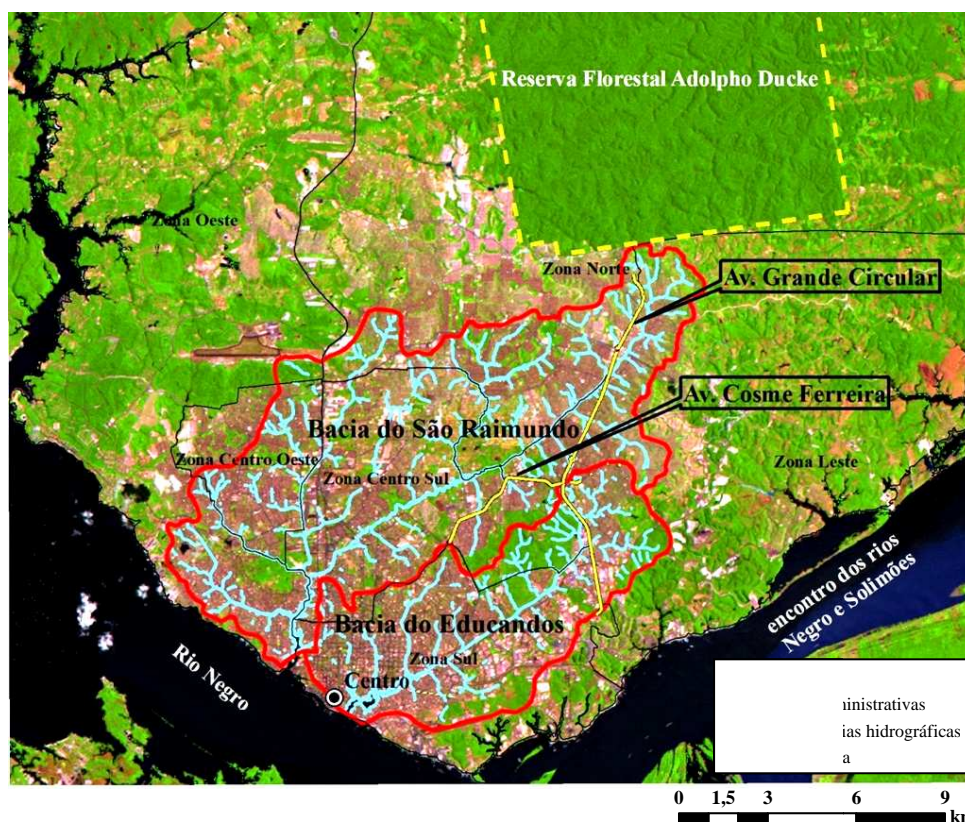 Reserva Florestal Adolpho Ducke
Zona Oeste
Zona Norte
Av. Grande Circular
Av. Cosme Ferreira
Bacia do São Raimundo
Zona Centro Oeste
Zona Centro Sul
Zona Leste
encontro dos rios
Negro e Solimões
Bacia do Educandos
Zona Sul
Rio Negro
Centro
hidrográficas
a
0 1,5 3 6 9
km